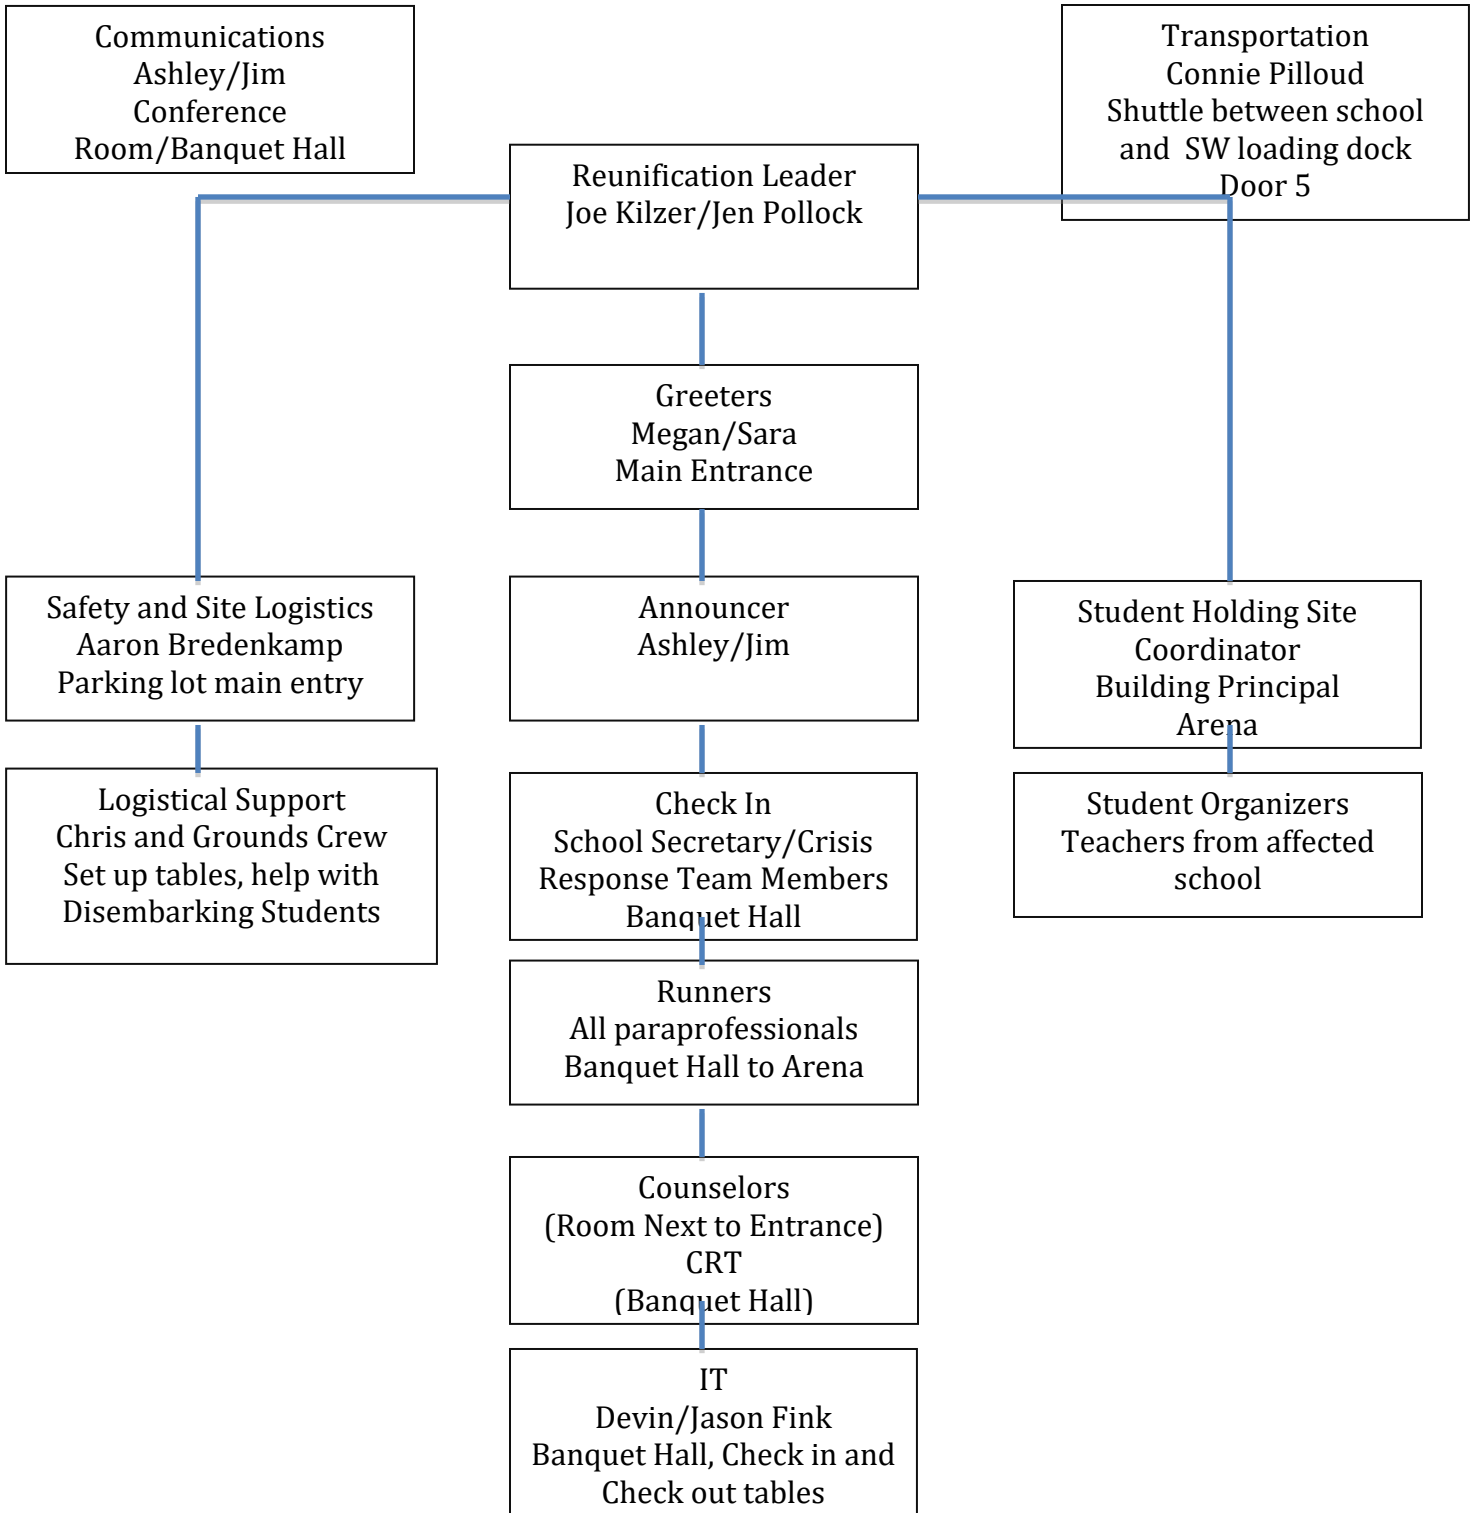 Communications
Ashley/Jim
Conference
Room/Banquet Hall
Transportation
Connie Pilloud
Shuttle between school
and  SW loading dock
Door 5
Reunification Leader
Joe Kilzer/Jen Pollock
Greeters
Megan/Sara
Main Entrance
Safety and Site Logistics
Aaron Bredenkamp
Parking lot main entry
Announcer
Ashley/Jim
Student Holding Site
Coordinator
Building Principal
Arena
Logistical Support
Chris and Grounds Crew
Set up tables, help with
Disembarking Students
Check In
School Secretary/Crisis
Response Team Members
Banquet Hall
Student Organizers
Teachers from affected
school
Runners
All paraprofessionals
Banquet Hall to Arena
Counselors
(Room Next to Entrance)
CRT
(Banquet Hall)
IT
Devin/Jason Fink
Banquet Hall, Check in and
Check out tables